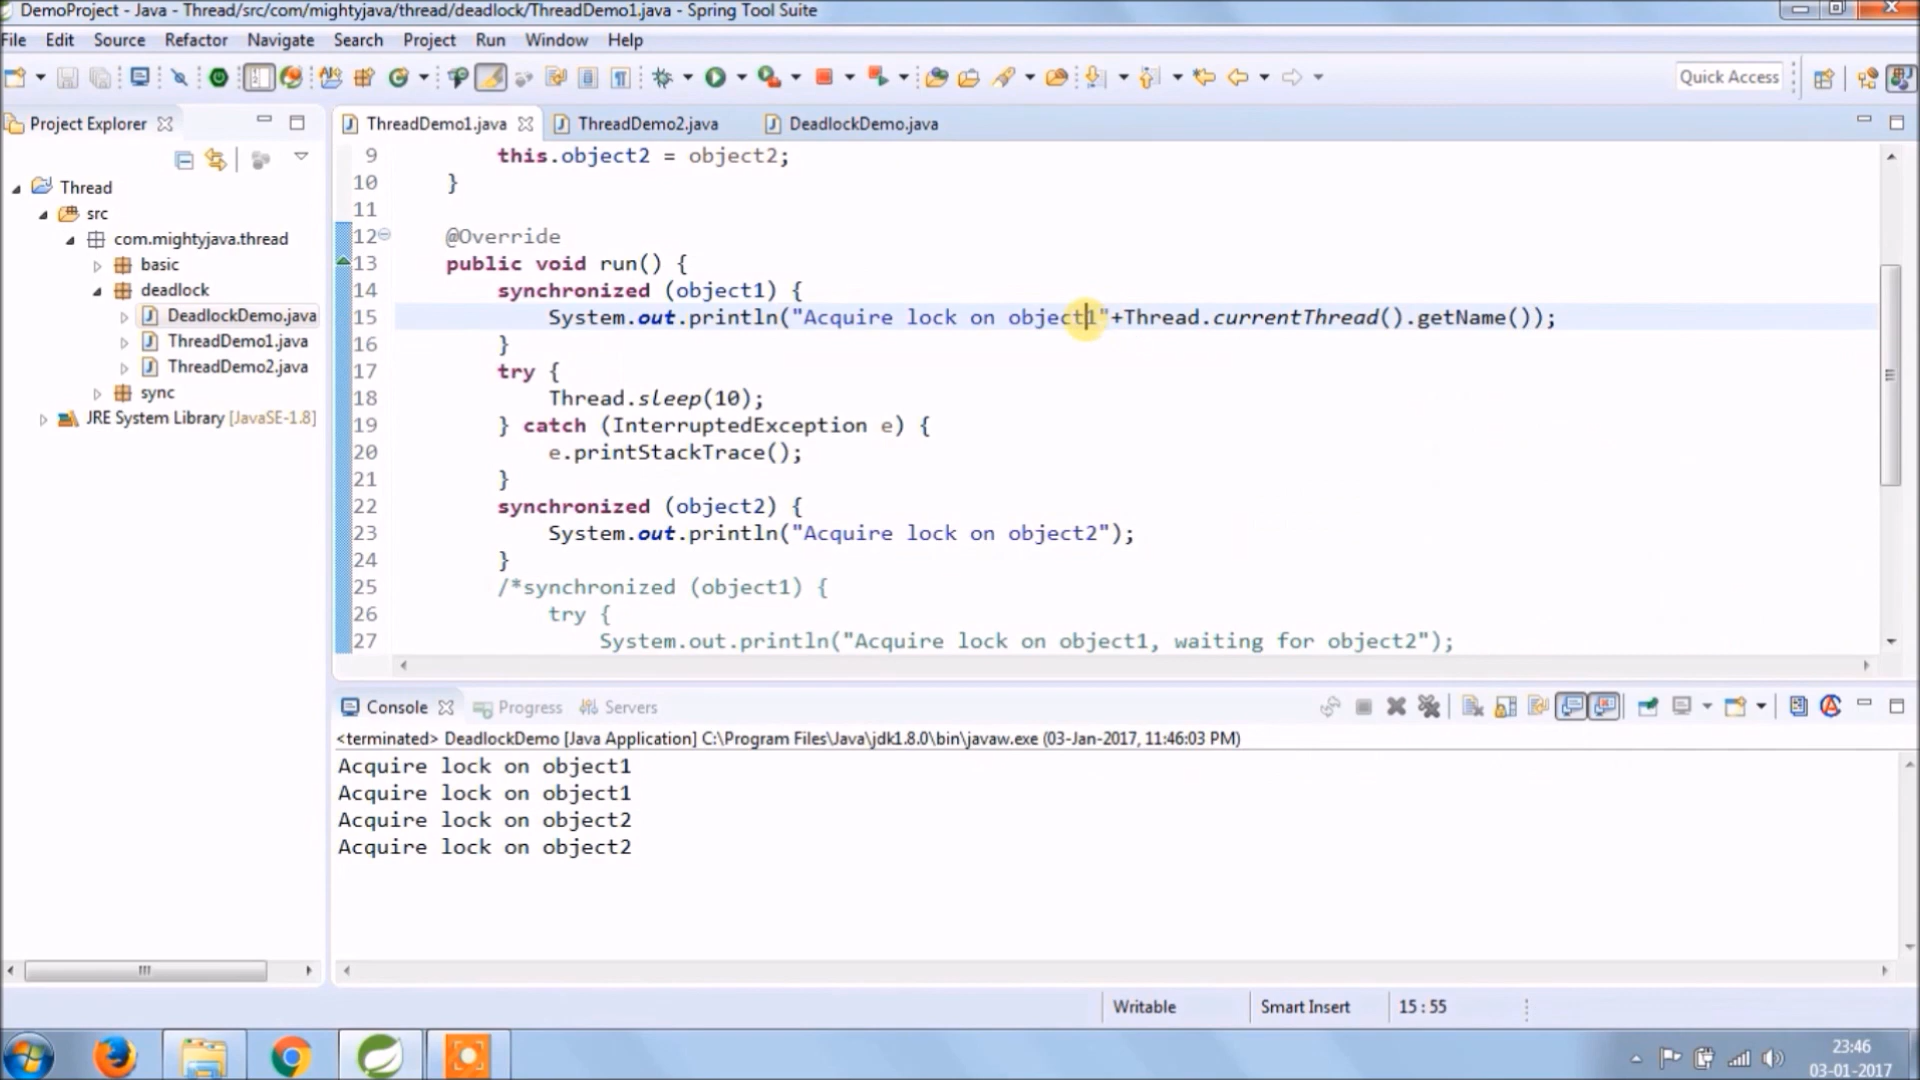 DemoProject - Java - Thread/src/com/mightyjava/thread/deadlock/ThreadDemo1.java - Spring Tool Suite
File Edit Source Refactor Navigate Search Project Run Window Help
Quick Access
Project Explorer
ThreadDemo1.java ThreadDemo2.java DeadlockDemo.java
Thread
src
com.mightyjava.thread
basic
deadlock
DeadlockDemo.java
ThreadDemo1.java
ThreadDemo2.java
sync
JRE System Library [JavaSE-1.8]
9 this.object2 = object2;
10 }
11
12 @Override
13 public void run() {
14 synchronized (object1) {
15 System.out.println("Acquire lock on object1"+Thread.currentThread().getName());
16 }
17 try {
18 Thread.sleep(10);
19 } catch (InterruptedException e) {
20 e.printStackTrace();
21 }
22 synchronized (object2) {
23 System.out.println("Acquire lock on object2");
24 }
25 /*synchronized (object1) {
26 try {
27 System.out.println("Acquire lock on object1, waiting for object2");
Console Progress Servers
<terminated> DeadlockDemo [Java Application] C:\Program Files\Java\jdk1.8.0\bin\javaw.exe (03-Jan-2017, 11:46:03 PM)
Acquire lock on object1
Acquire lock on object1
Acquire lock on object2
Acquire lock on object2
Writable Smart Insert 15 : 55
23:46
03-01-2017